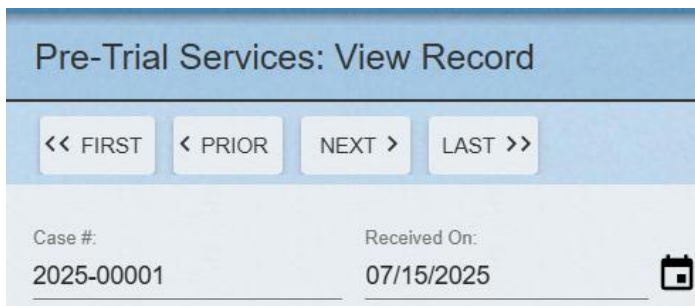 Pre-Trial Services: View Record
<< FIRST < PRIOR NEXT > LAST >>
Case #: Received On:
2025-00001 07/15/2025